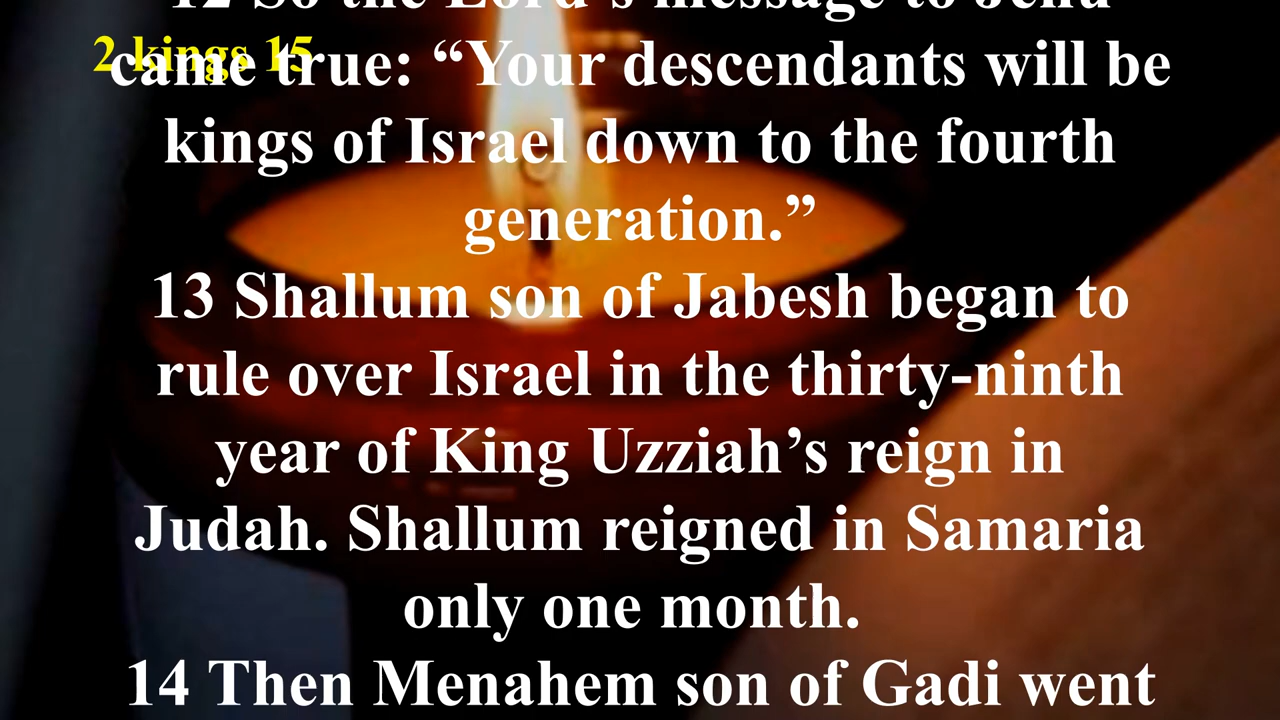 12 So the Lord's message to Jehu
2 kings 15
came true: “Your descendants will be
kings of Israel down to the fourth
generation.”
13 Shallum son of Jabesh began to
rule over Israel in the thirty-ninth
year of King Uzziah’s reign in
Judah. Shallum reigned in Samaria
only one month.
14 Then Menahem son of Gadi went